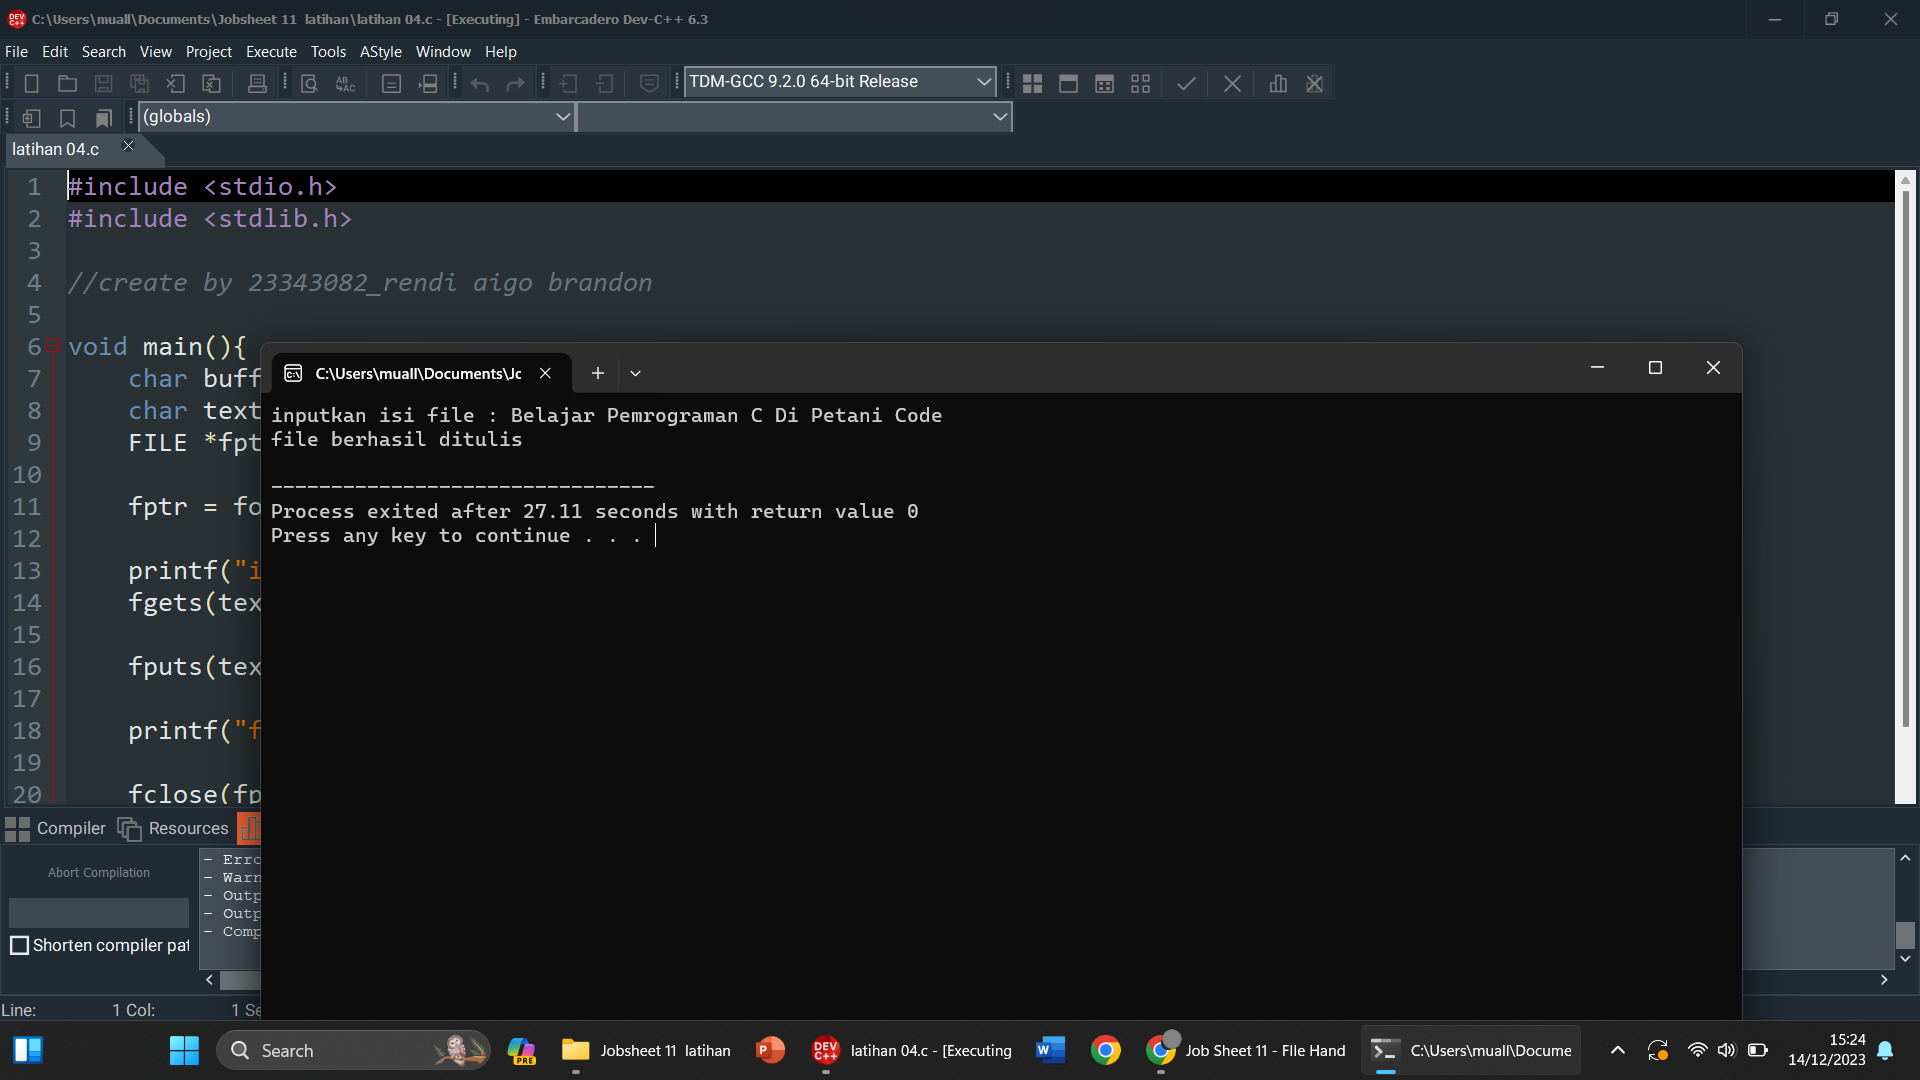 C:\Users\muall\Documents\Jobsheet 11  latihan\latihan 04.c - [Executing] - Embarcadero Dev-C++ 6.3
File Edit Search View Project Execute Tools AStyle Window Help
TDM-GCC 9.2.0 64-bit Release
(globals)
latihan 04.c
1 #include <stdio.h>
2 #include <stdlib.h>
3
4 //create by 23343082_rendi aigo brandon
5
6 void main(){
7 char buff
8 char text
9 FILE *fpt
10
11 fptr = fo
12
13 printf("i
14 fgets(tex
15
16 fputs(tex
17
18 printf("f
19
20 fclose(fp
C:\Users\muall\Documents\Jc
inputkan isi file : Belajar Pemrograman C Di Petani Code
file berhasil ditulis
--------------------------------
Process exited after 27.11 seconds with return value 0
Press any key to continue . . .
Compiler Resources
Abort Compilation
Shorten compiler pat
- Erro
- Warn
- Outp
- Outp
- Comp
Line: 1 Col: 1 Se
Search
PRE
Jobsheet 11  latihan
DEV C++
latihan 04.c - [Executing
Job Sheet 11 - FIle Hand
C:\Users\muall\Docume
15:24
14/12/2023